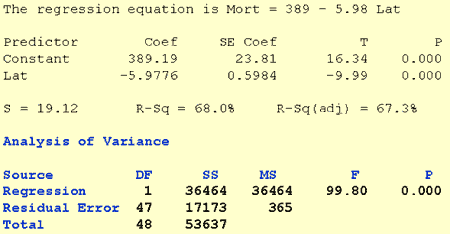 The regression equation is Mort = 389 - 5.98 Lat
Predictor Coef SE Coef T P
Constant 389.19 23.81 16.34 0.000
Lat -5.9776 0.5984 -9.99 0.000
S = 19.12 R-Sq = 68.0% R-Sq(adj) = 67.3%
Analysis of Variance
Source DF SS MS F P
Regression 1 36464 36464 99.80 0.000
Residual Error 47 17173 365
Total 48 53637